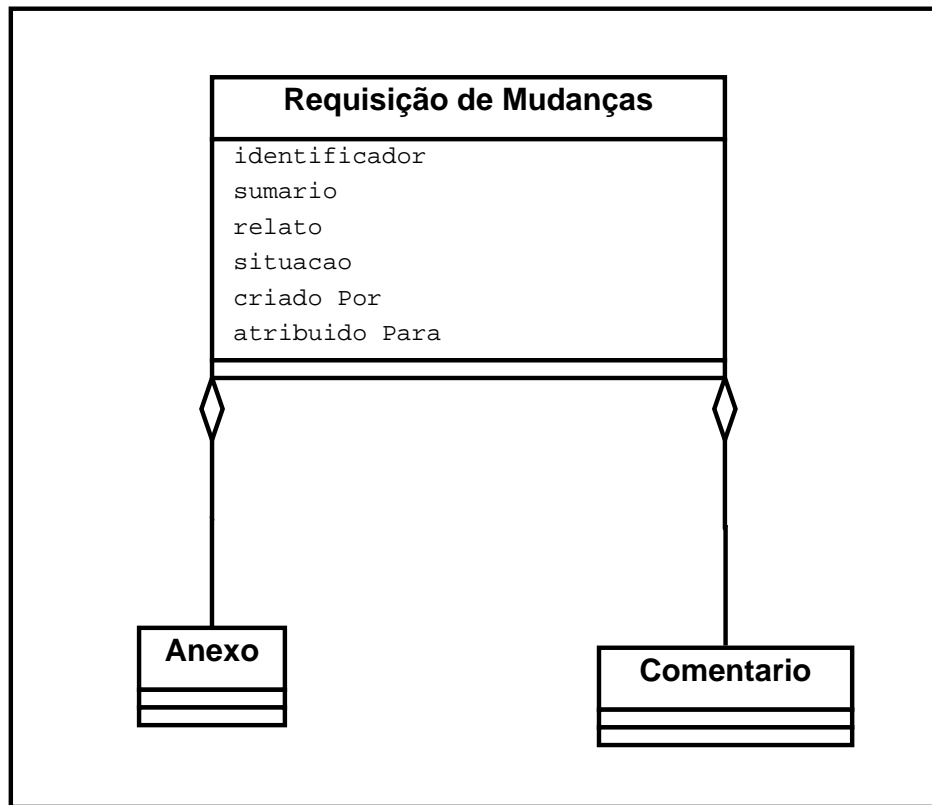 Requisição de Mudanças
identificador
sumario
relato
situacao
criado Por
atribuido Para
Anexo
Comentario